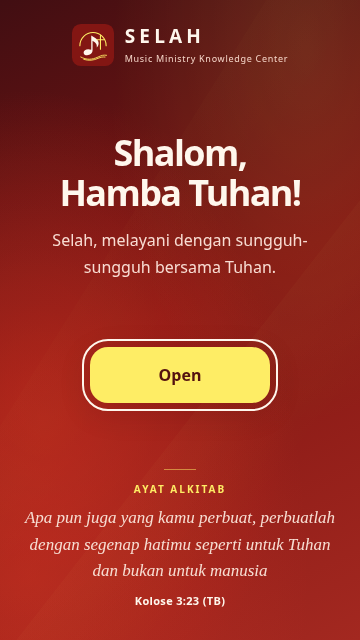 SELAH
Music Ministry Knowledge Center
Shalom,
Hamba Tuhan!
Selah, melayani dengan sungguh-
sungguh bersama Tuhan.
Open
AYAT ALKITAB
Apa pun juga yang kamu perbuat, perbuatlah
dengan segenap hatimu seperti untuk Tuhan
dan bukan untuk manusia
Kolose 3:23 (TB)